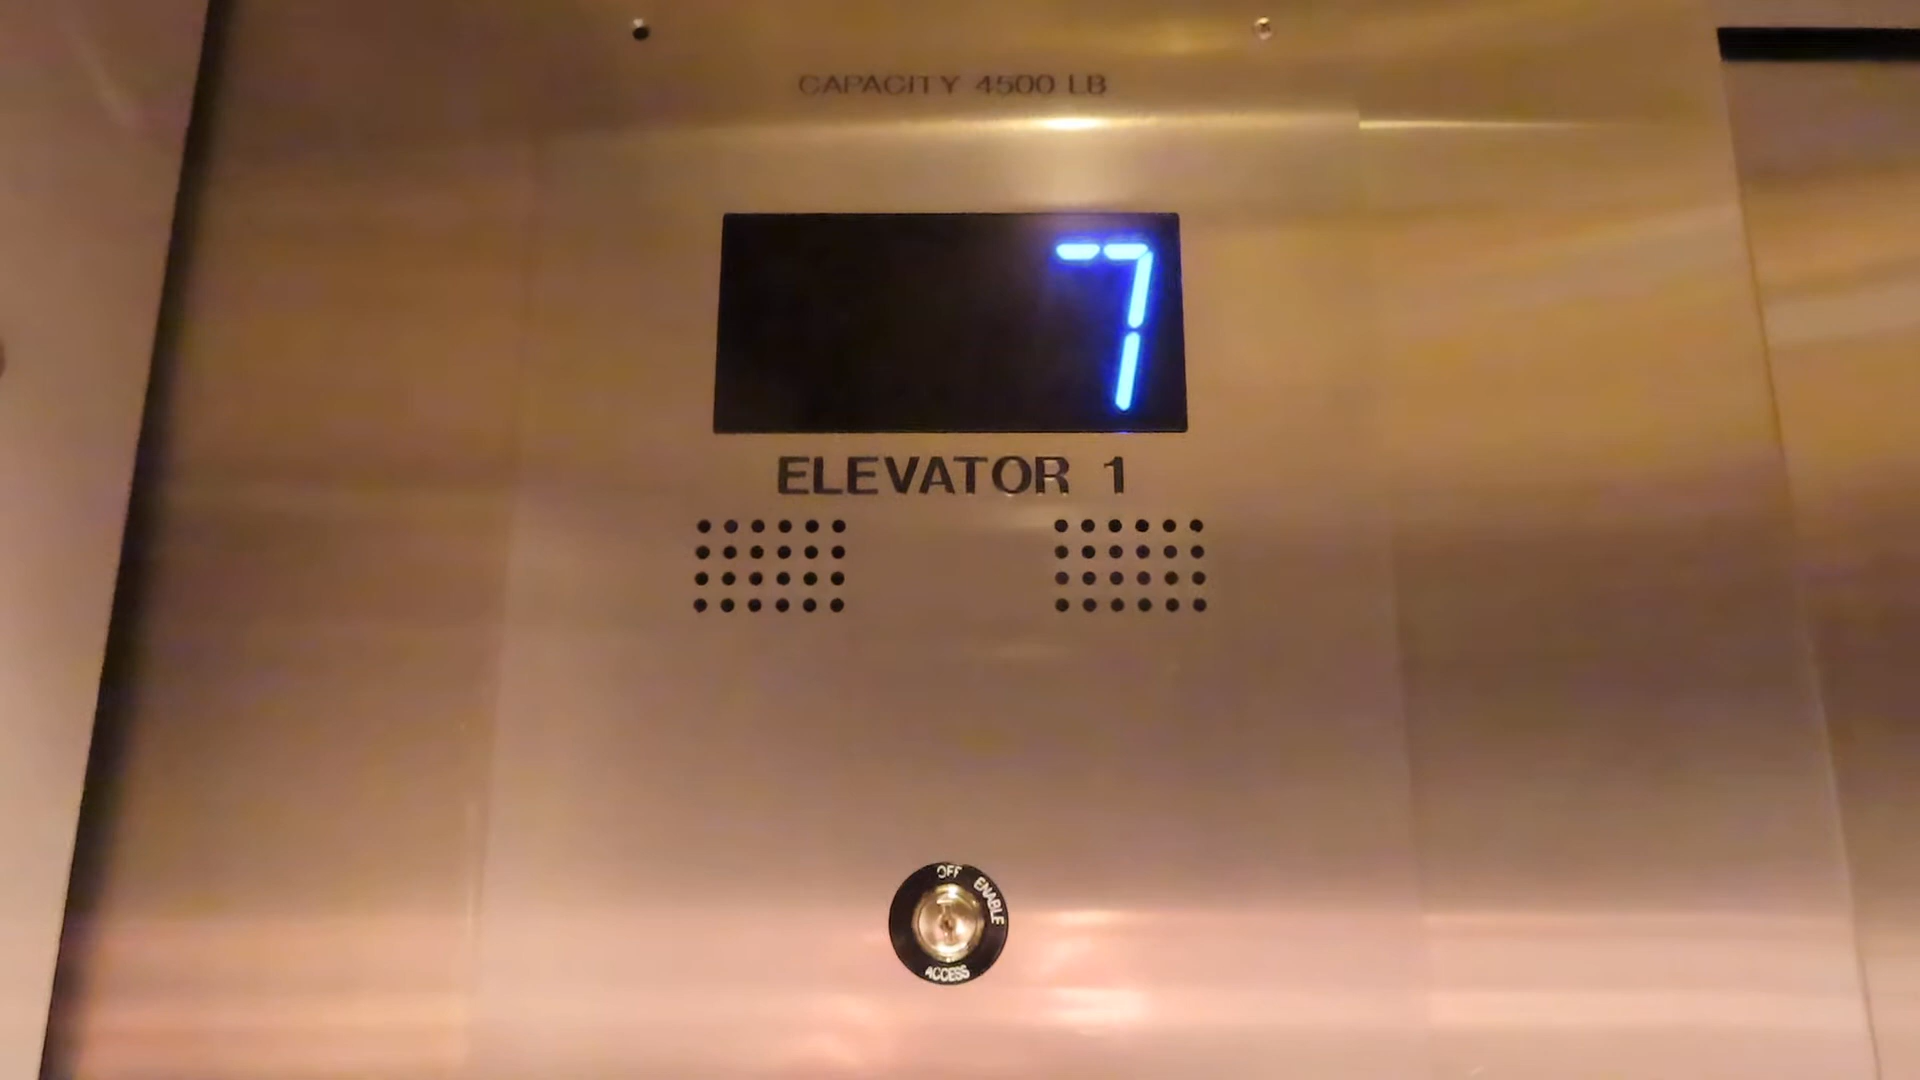 CAPACITY 4500 LB
7
ELEVATOR 1
OFF
ENABLE
ACCESS